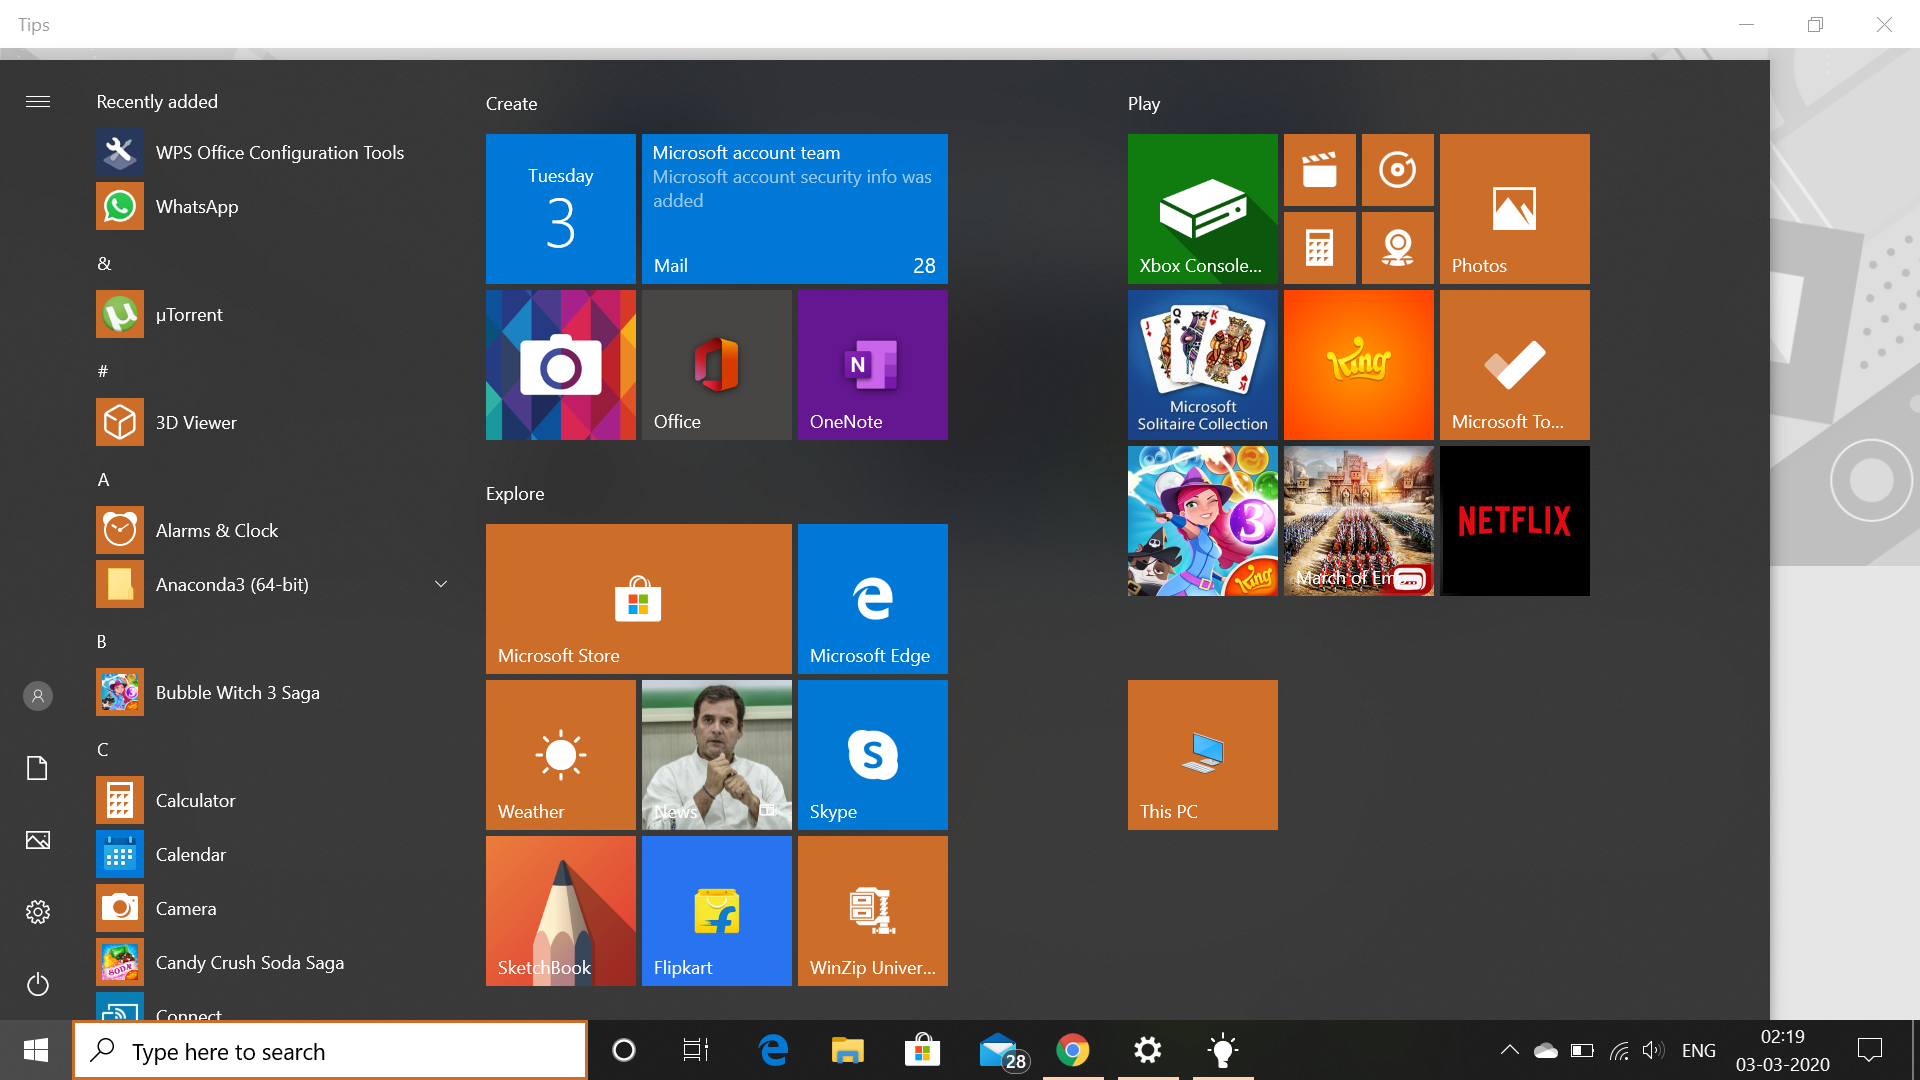 Tips
Recently added
WPS Office Configuration Tools
WhatsApp
&
µTorrent
#
3D Viewer
A
Alarms & Clock
Anaconda3 (64-bit)
B
Bubble Witch 3 Saga
C
Calculator
Calendar
Camera
Candy Crush Soda Saga
Connect
Create
Tuesday
3
Microsoft account team
Microsoft account security info was
added
Mail
28
Office
N
OneNote
Explore
Microsoft Store
Microsoft Edge
Weather
News
S
Skype
SketchBook
Flipkart
WinZip Univer...
Play
Xbox Console...
Photos
J
Q
K
K
Microsoft
Solitaire Collection
King
Microsoft To...
3
King
March of Em
NETFLIX
This PC
Type here to search
28
ENG
02:19
03-03-2020